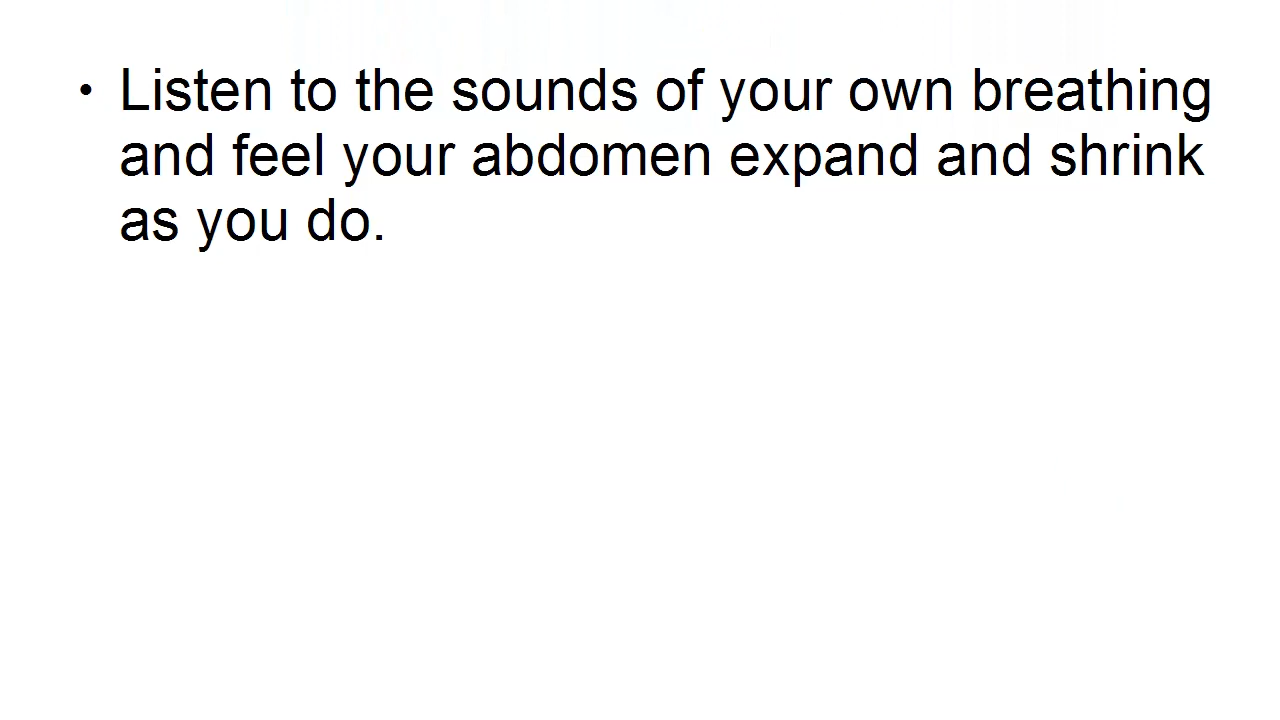 • Listen to the sounds of your own breathing
and feel your abdomen expand and shrink
as you do.